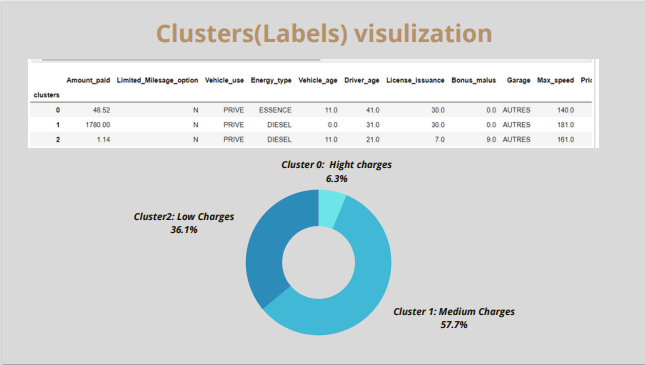 Clusters(Labels) visulization
Amount_paid Limited_Milesage_option Vehicle_use Energy_type Vehicle_age Driver_age License_issuance Bonus_malus Garage Max_speed Pric
clusters
0 48.52 N PRIVE ESSENCE 11.0 41.0 30.0 0.0 AUTRES 140.0
1 1780.00 N PRIVE DIESEL 0.0 31.0 30.0 0.0 AUTRES 181.0
2 1.14 N PRIVE DIESEL 11.0 21.0 7.0 9.0 AUTRES 161.0
Cluster 0: Hight charges
6.3%
Cluster2: Low Charges
36.1%
Cluster 1: Medium Charges
57.7%